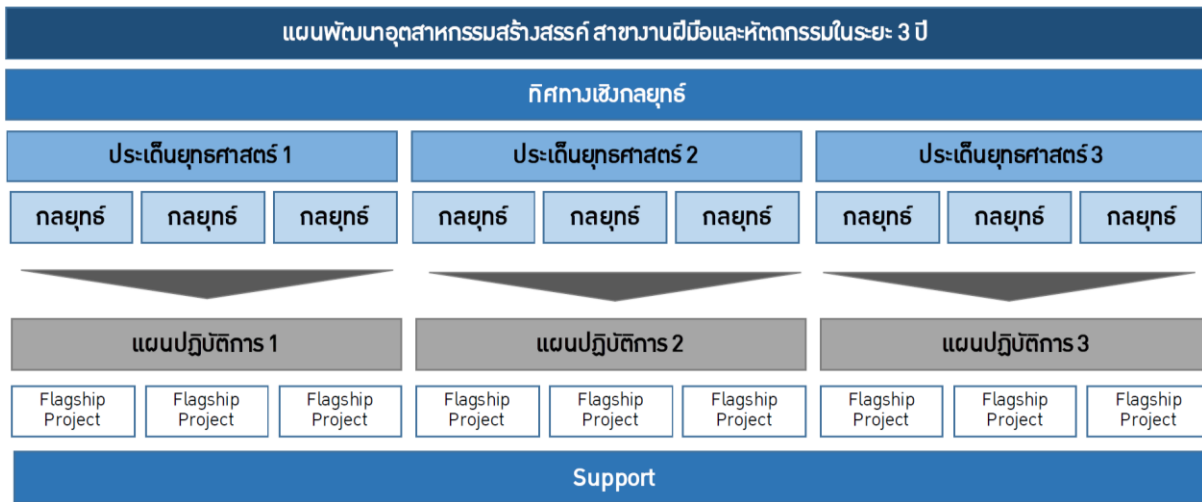 แผนพัฒนาอุตสาหกรรมสร้างสรรค์ สาขางานฝีมือและหัตถกรรมในระยะ 3 ปี
ทิศทางเชิงกลยุทธ์
ประเด็นยุทธศาสตร์ 1 ประเด็นยุทธศาสตร์ 2 ประเด็นยุทธศาสตร์ 3
กลยุทธ์ กลยุทธ์ กลยุทธ์ กลยุทธ์ กลยุทธ์ กลยุทธ์ กลยุทธ์ กลยุทธ์ กลยุทธ์
แผนปฏิบัติการ 1 แผนปฏิบัติการ 2 แผนปฏิบัติการ 3
Flagship Flagship Flagship Flagship Flagship Flagship Flagship Flagship Flagship
Project Project Project Project Project Project Project Project Project
Support